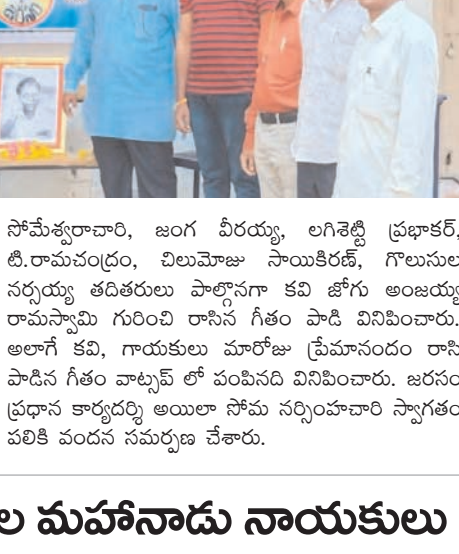 సోమేశ్వరాచారి, జంగ వీరయ్య, లగిశెట్టి ప్రభాకర్,
టి.రామచంద్రం, చిలుమోజు సాయికిరణ్, గొలుసుల
నర్సయ్య తదితరులు పాల్గొనగా కవి జోగు అంజయ్య
రామస్వామి గురించి రాసిన గీతం పాడి వినిపించారు.
అలాగే కవి, గాయకులు మారోజు ప్రేమానందం రాసి
పాడిన గీతం వాట్సప్ లో పంపినది వినిపించారు. జరసం
ప్రధాన కార్యదర్శి అయిలా సోమ నర్సింహచారి స్వాగతం
పలికి వందన సమర్పణ చేశారు.
ల మహానాడు నాయకులు